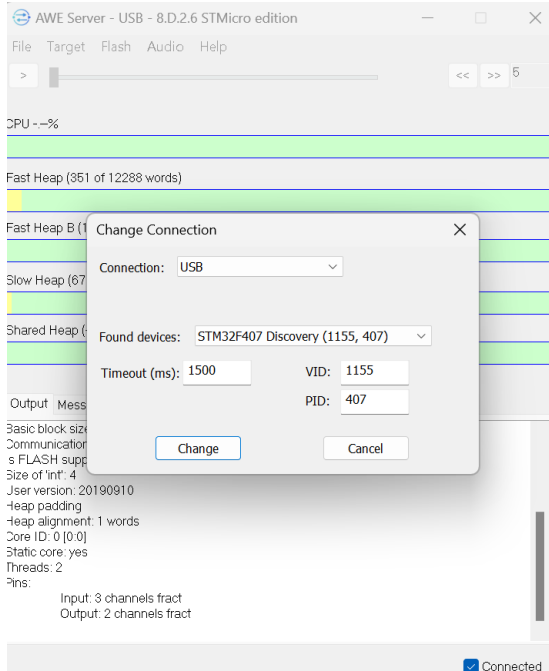 AWE Server - USB - 8.D.2.6 STMicro edition
File Target Flash Audio Help
> << >> 5
CPU -.--%
Fast Heap (351 of 12288 words)
Fast Heap B (1
Change Connection
Connection: USB
Slow Heap (67
Shared Heap (
Found devices: STM32F407 Discovery (1155, 407)
Timeout (ms): 1500 VID: 1155
PID: 407
Output Mess
Change Cancel
Basic block size
Communication
s FLASH supp
Size of 'int': 4
User version: 20190910
Heap padding
Heap alignment: 1 words
Core ID: 0 [0:0]
Static core: yes
Threads: 2
Pins:
Input: 3 channels fract
Output: 2 channels fract
Connected